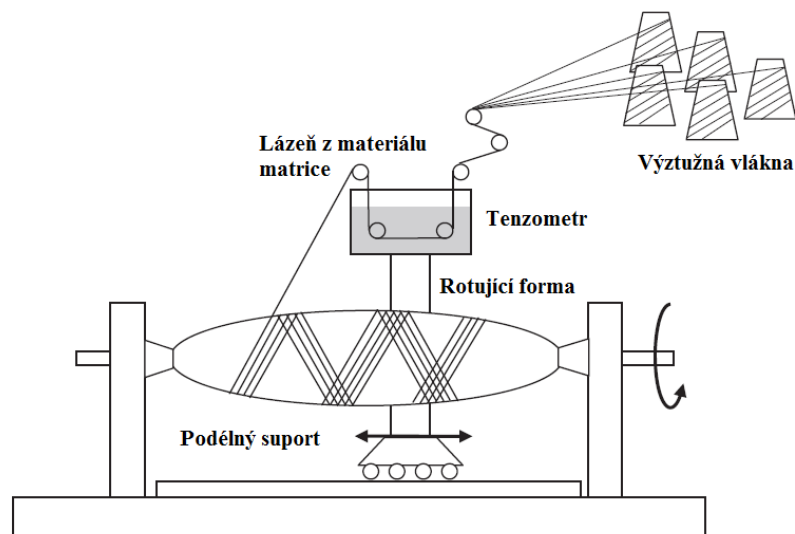 Lázeň z materiálu
matrice
Výztužná vlákna
Tenzometr
Rotující forma
Podélný suport